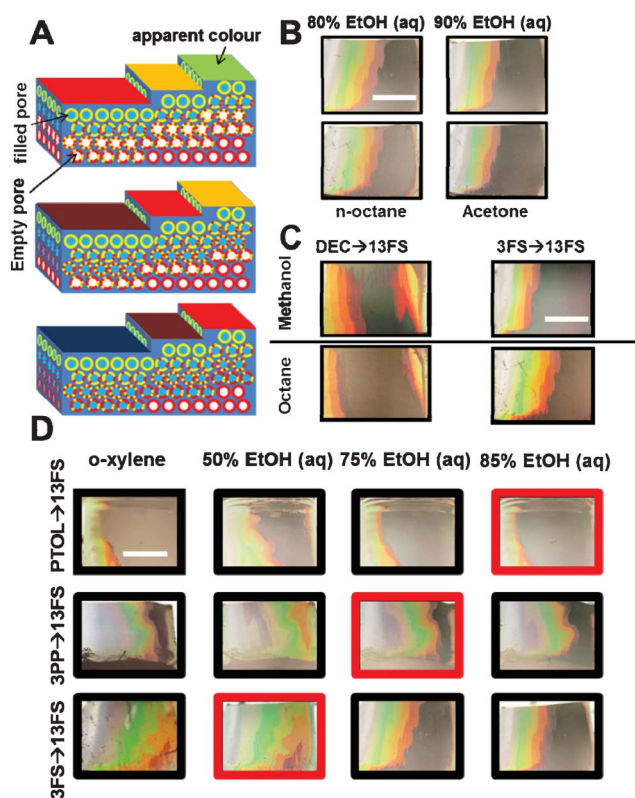 A
apparent colour
filled pore
Empty pore
B
80% EtOH (aq)
90% EtOH (aq)
n-octane
Acetone
C
DEC→13FS
3FS→13FS
Methanol
Octane
D
o-xylene
50% EtOH (aq)
75% EtOH (aq)
85% EtOH (aq)
PTOL→13FS
3PP→13FS
3FS→13FS